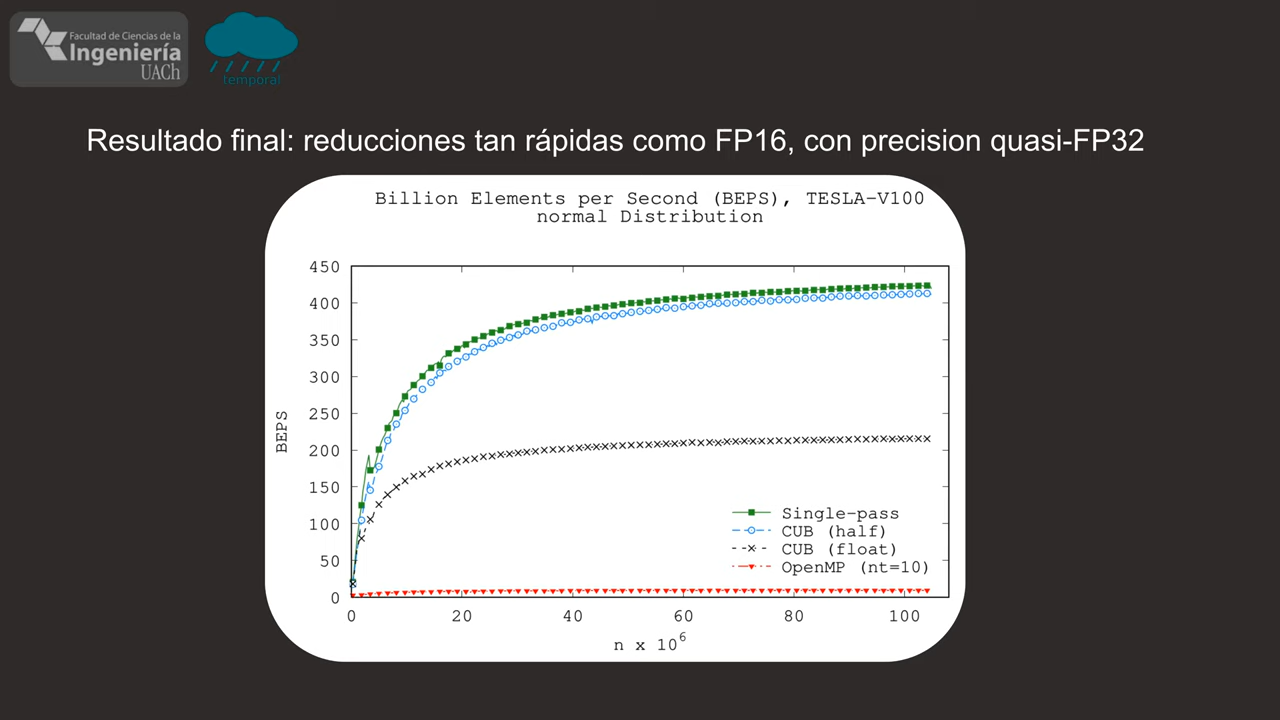 Facultad de Ciencias de la
Ingeniería
UACh
temporal
Resultado final: reducciones tan rápidas como FP16, con precision quasi-FP32
Billion Elements per Second (BEPS), TESLA-V100
normal Distribution
450
400
350
300
250
200
150
100
50
0
BEPS
Single-pass
CUB (half)
CUB (float)
OpenMP (nt=10)
0 20 40 60 80 100
n x 10^6